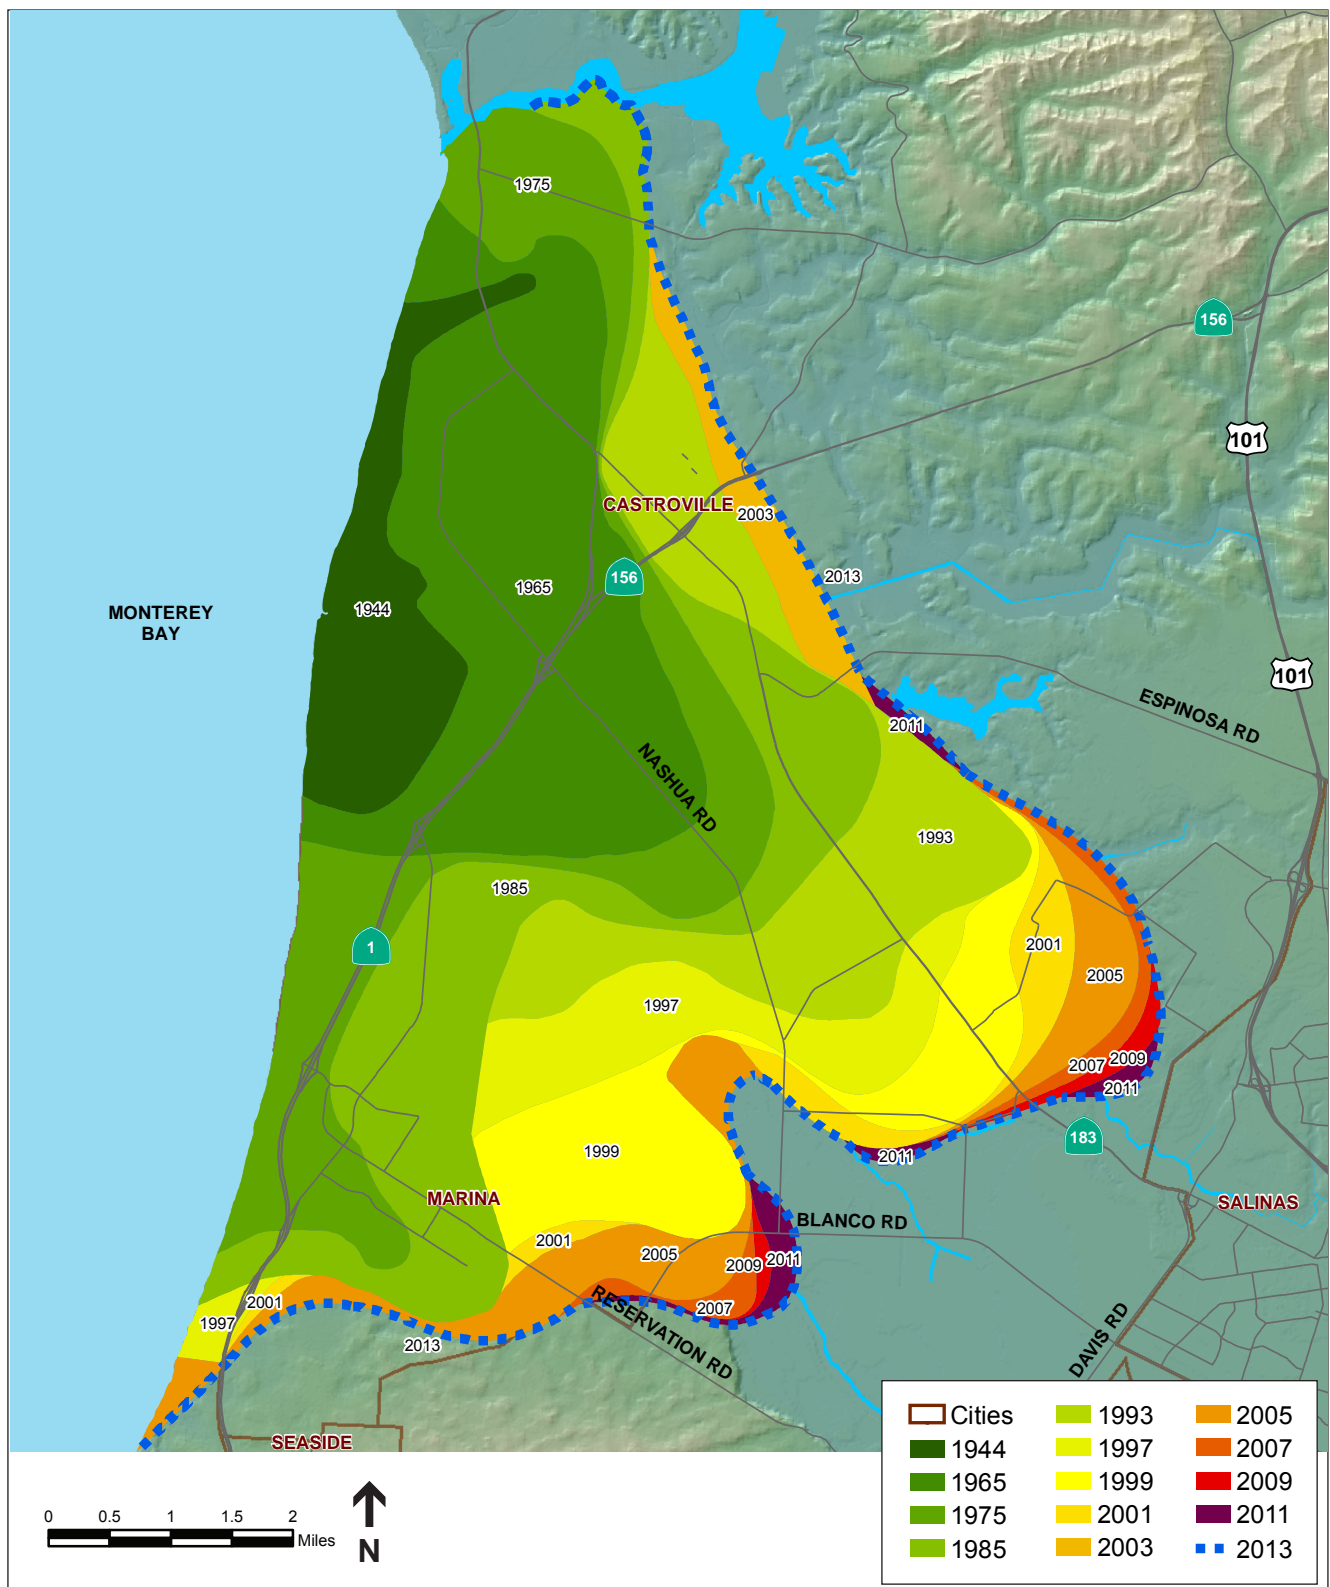 1975
156
101
CASTROVILLE
2003
156
2013
1965
1944
MONTEREY
BAY
101
ESPINOSA RD
2011
NASHUA RD
1993
1985
1
2001
2005
1997
2009
2007
2011
183
1999
2011
MARINA
SALINAS
BLANCO RD
2001
2005
2009
2011
2001
RESERVATION RD
2007
1997
2013
DAVIS RD
SEASIDE
Cities
1944
1965
1975
1985
1993
1997
1999
2001
2003
2005
2007
2009
2011
2013
0 0.5 1 1.5 2
Miles
N